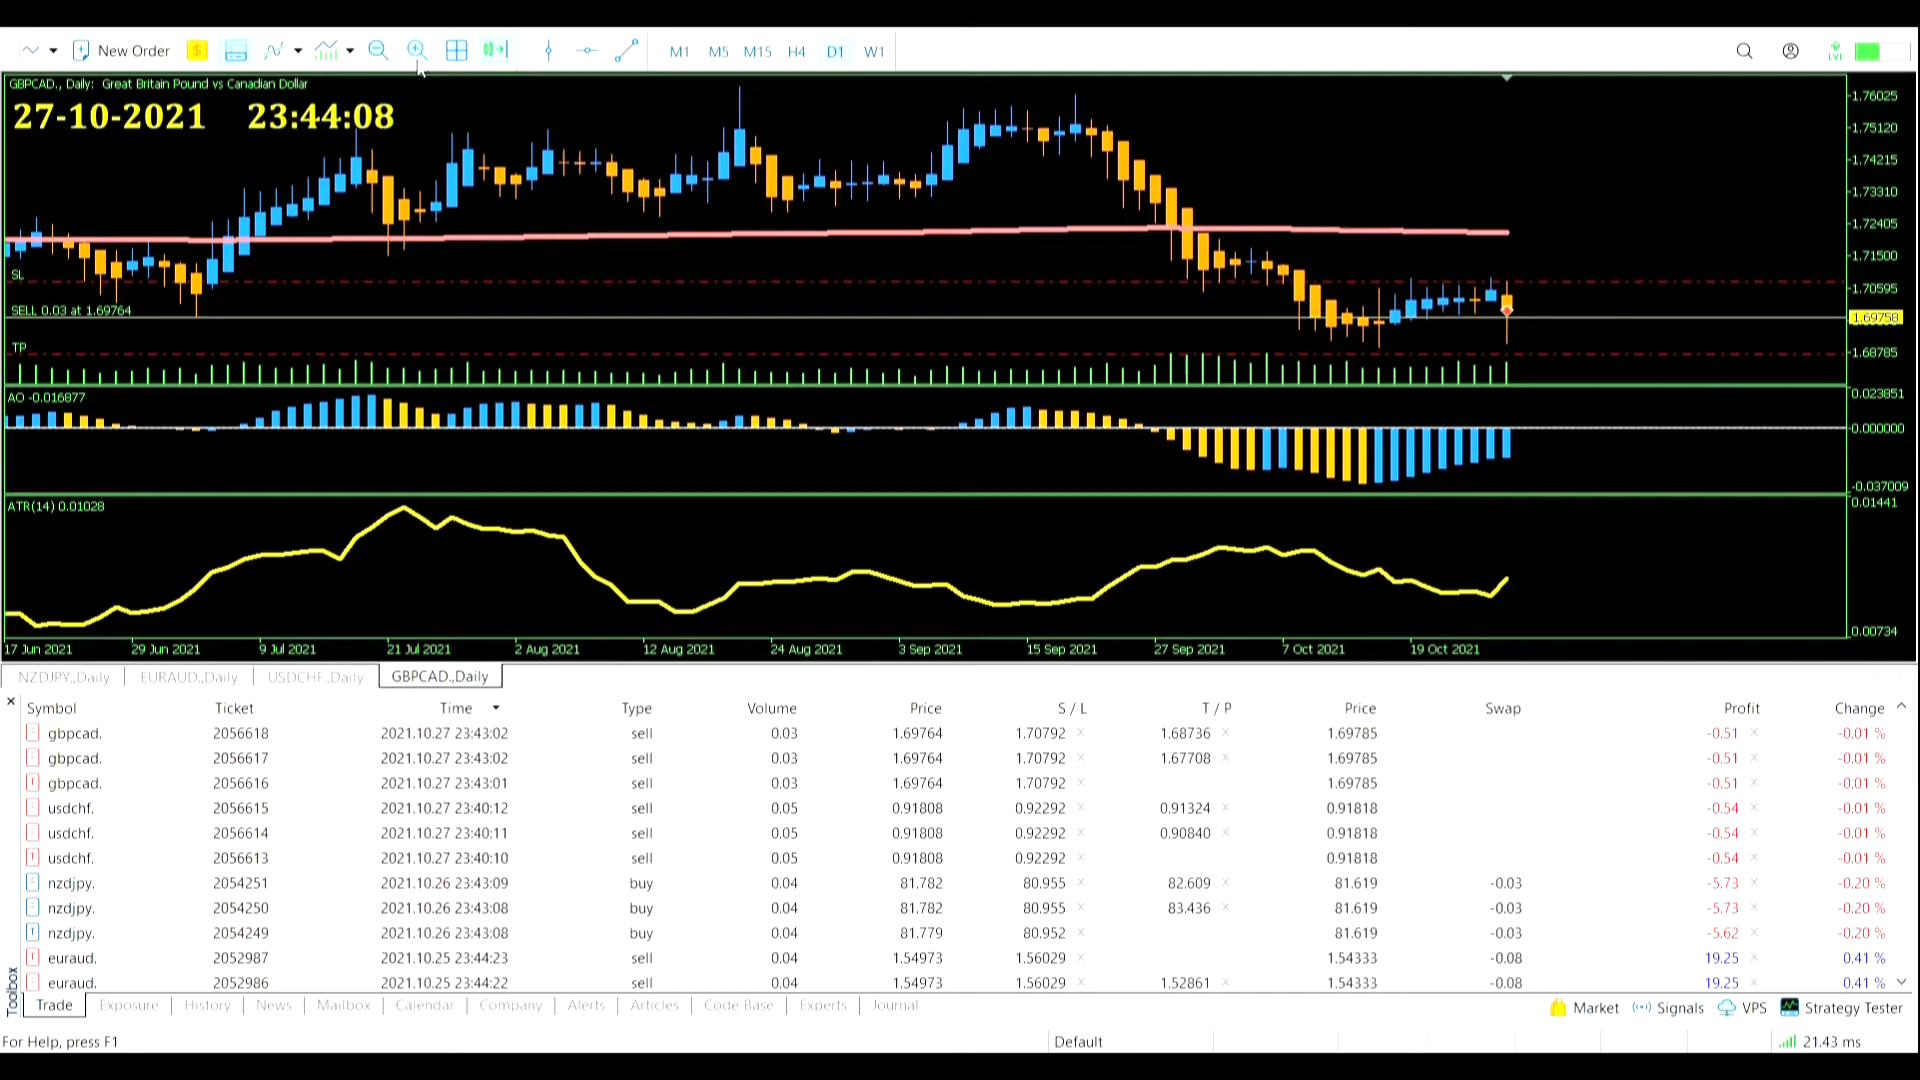 New Order $ M1 M5 M15 H4 D1 W1 LVL
GBPCAD., Daily: Great Britain Pound vs Canadian Dollar
27-10-2021 23:44:08
1.76025
1.75120
1.74215
1.73310
1.72405
1.71500
SL
1.70595
SELL 0.03 at 1.69764
1.69758
TP
1.68785
AO -0.016877
0.023851
0.000000
-0.037009
ATR(14) 0.01028
0.01441
0.00734
17 Jun 2021 29 Jun 2021 9 Jul 2021 21 Jul 2021 2 Aug 2021 12 Aug 2021 24 Aug 2021 3 Sep 2021 15 Sep 2021 27 Sep 2021 7 Oct 2021 19 Oct 2021
NZDJPY.,Daily EURAUD.,Daily USDCHF.,Daily GBPCAD.,Daily
Symbol Ticket Time Type Volume Price S / L T / P Price Swap Profit Change
gbpcad. 2056618 2021.10.27 23:43:02 sell 0.03 1.69764 1.70792 1.68736 1.69785 -0.51 -0.01 %
gbpcad. 2056617 2021.10.27 23:43:02 sell 0.03 1.69764 1.70792 1.67708 1.69785 -0.51 -0.01 %
gbpcad. 2056616 2021.10.27 23:43:01 sell 0.03 1.69764 1.70792 1.69785 -0.51 -0.01 %
usdchf. 2056615 2021.10.27 23:40:12 sell 0.05 0.91808 0.92292 0.91324 0.91818 -0.54 -0.01 %
usdchf. 2056614 2021.10.27 23:40:11 sell 0.05 0.91808 0.92292 0.90840 0.91818 -0.54 -0.01 %
usdchf. 2056613 2021.10.27 23:40:10 sell 0.05 0.91808 0.92292 0.91818 -0.54 -0.01 %
nzdjpy. 2054251 2021.10.26 23:43:09 buy 0.04 81.782 80.955 82.609 81.619 -0.03 -5.73 -0.20 %
nzdjpy. 2054250 2021.10.26 23:43:08 buy 0.04 81.782 80.955 83.436 81.619 -0.03 -5.73 -0.20 %
nzdjpy. 2054249 2021.10.26 23:43:08 buy 0.04 81.779 80.952 81.619 -0.03 -5.62 -0.20 %
euraud. 2052987 2021.10.25 23:44:23 sell 0.04 1.54973 1.56029 1.54333 -0.08 19.25 0.41 %
euraud. 2052986 2021.10.25 23:44:22 sell 0.04 1.54973 1.56029 1.52861 1.54333 -0.08 19.25 0.41 %
Toolbox
Trade Exposure History News Mailbox Calendar Company Alerts Articles Code Base Experts Journal Market Signals VPS Strategy Tester
For Help, press F1 Default 21.43 ms